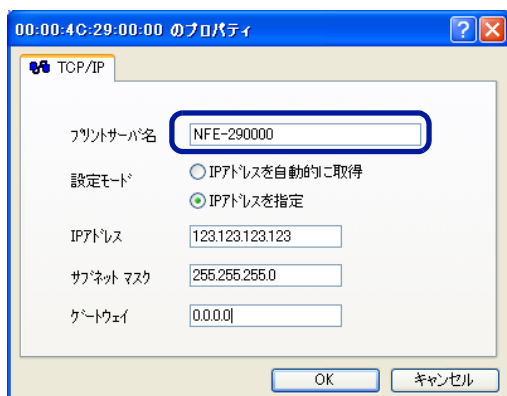 00:00:4C:29:00:00 のプロパティ
TCP/IP
プリントサーバ名 NFE-290000
設定モード IPアドレスを自動的に取得
IPアドレスを指定
IPアドレス 123.123.123.123
サブネット マスク 255.255.255.0
ゲートウェイ 0.0.0.0
OK キャンセル